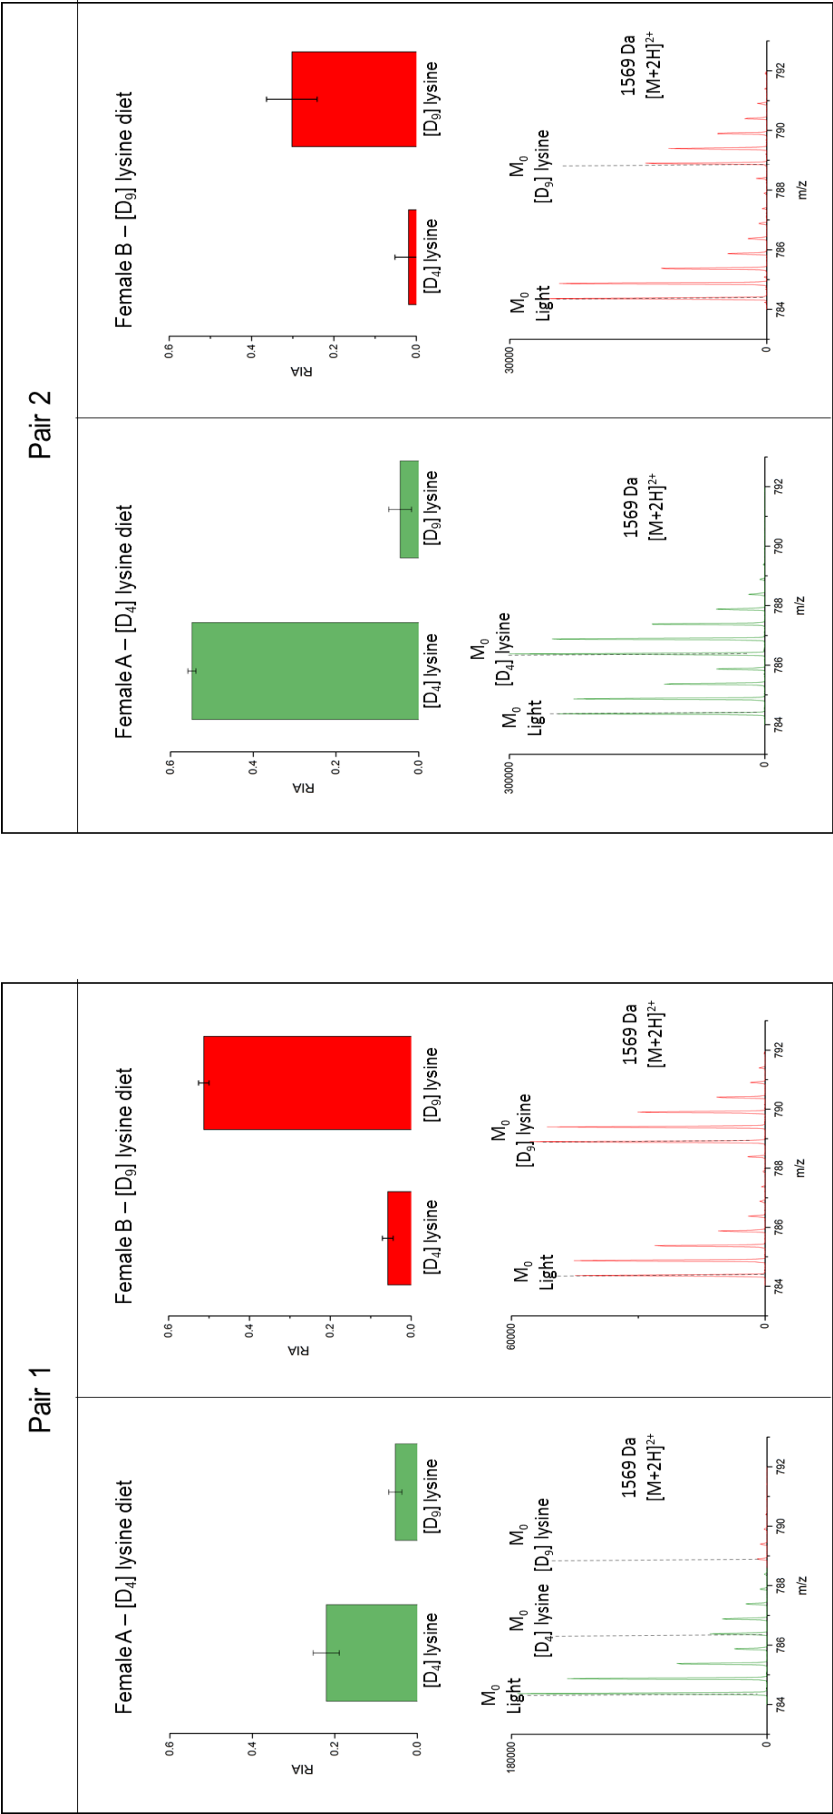 Pair 1
Female A – [D4] lysine diet
0.6
0.4
0.2
0.0
RIA
[D4] lysine
[D9] lysine
180000
0
M0
Light
M0
[D4] lysine
M0
[D9] lysine
1569 Da
[M+2H]2+
784
786
788
790
792
m/z
Female B – [D9] lysine diet
0.6
0.4
0.2
0.0
RIA
[D4] lysine
[D9] lysine
60000
0
M0
Light
M0
[D9] lysine
1569 Da
[M+2H]2+
784
786
788
790
792
m/z
Pair 2
Female A – [D4] lysine diet
0.6
0.4
0.2
0.0
RIA
[D4] lysine
[D9] lysine
300000
0
M0
Light
M0
[D4] lysine
1569 Da
[M+2H]2+
784
786
788
790
792
m/z
Female B – [D9] lysine diet
0.6
0.4
0.2
0.0
RIA
[D4] lysine
[D9] lysine
30000
0
M0
Light
M0
[D9] lysine
1569 Da
[M+2H]2+
784
786
788
790
792
m/z